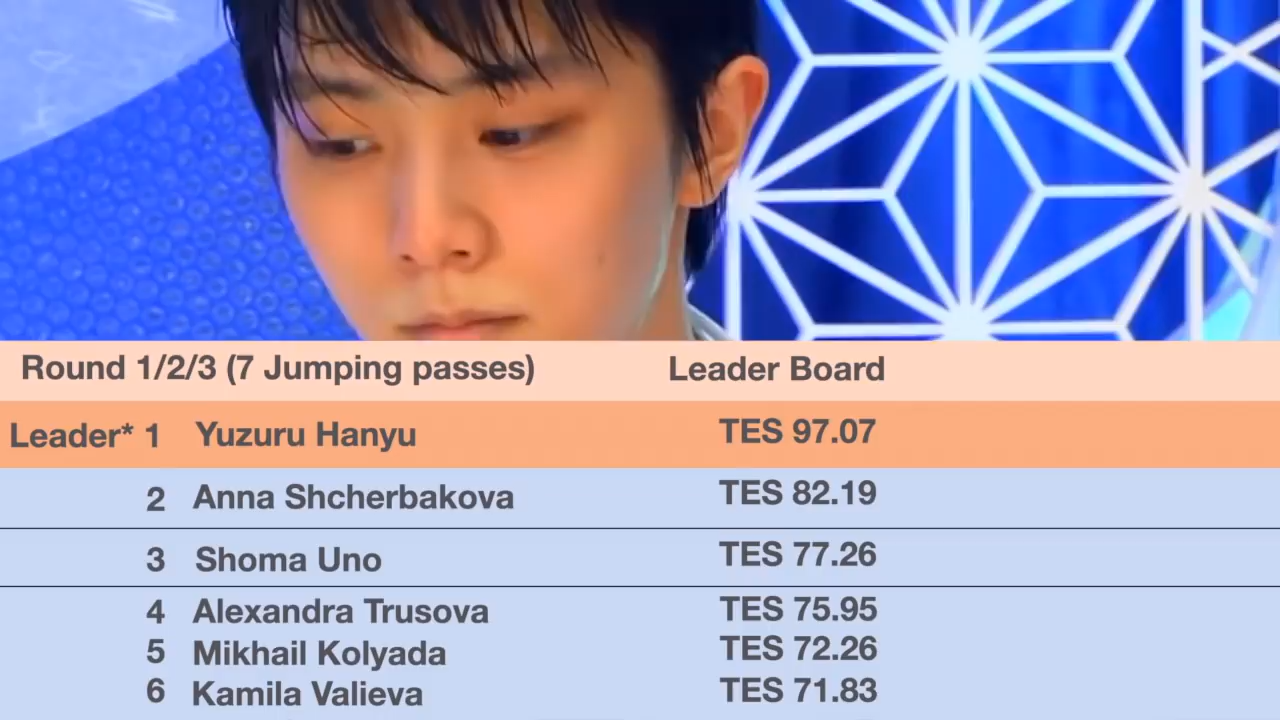 Round 1/2/3 (7 Jumping passes) Leader Board
Leader* 1 Yuzuru Hanyu TES 97.07
2 Anna Shcherbakova TES 82.19
3 Shoma Uno TES 77.26
4 Alexandra Trusova TES 75.95
5 Mikhail Kolyada TES 72.26
6 Kamila Valieva TES 71.83